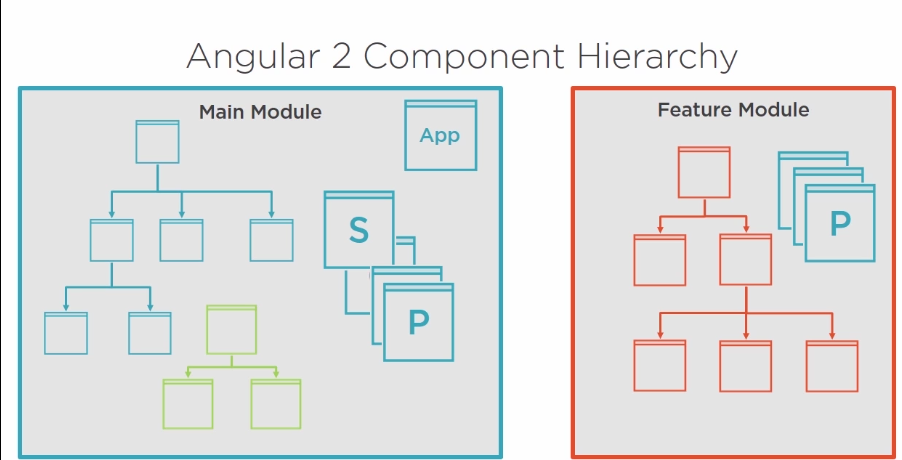 Angular 2 Component Hierarchy
Main Module
App
S
P
Feature Module
P